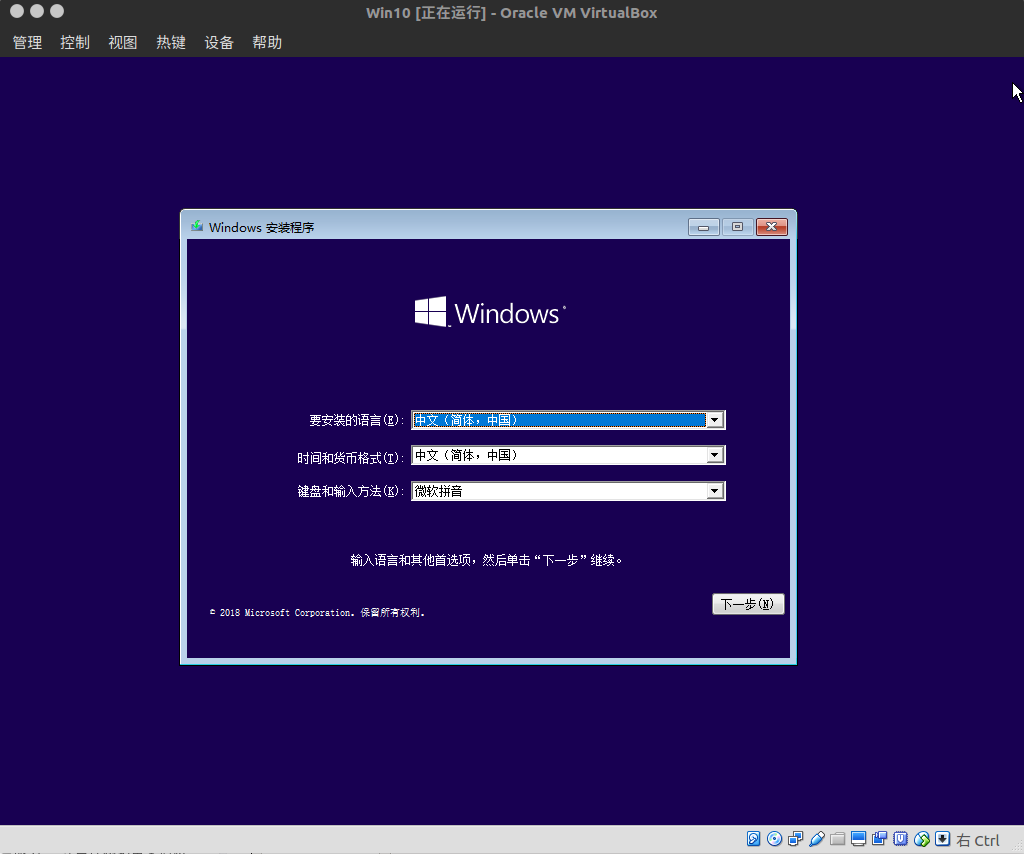 Win10 [正在运行] - Oracle VM VirtualBox
管理 控制 视图 热键 设备 帮助
Windows 安装程序
Windows
要安装的语言(E): 中文(简体，中国)
时间和货币格式(T): 中文(简体，中国)
键盘和输入方法(K): 微软拼音
输入语言和其他首选项，然后单击“下一步”继续。
© 2018 Microsoft Corporation. 保留所有权利.
下一步(N)
右 Ctrl